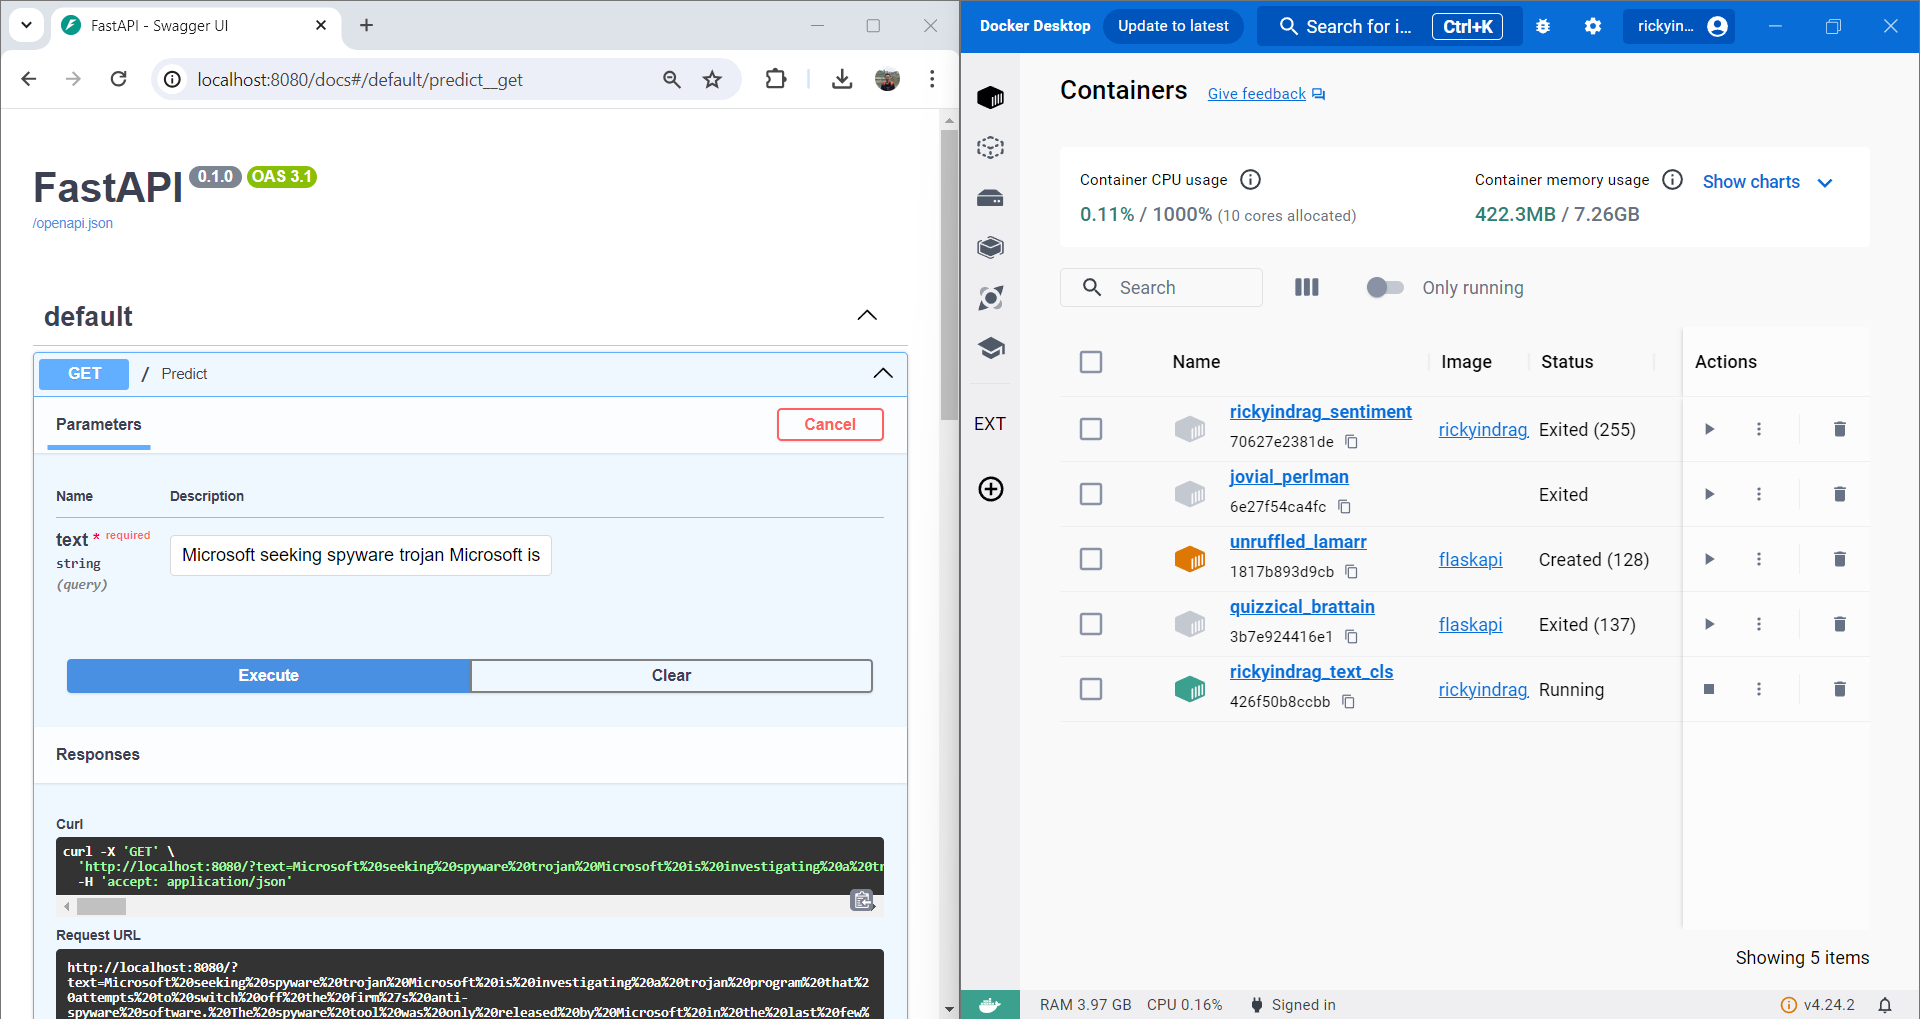 FastAPI - Swagger UI
localhost:8080/docs#/default/predict__get
FastAPI 0.1.0 OAS 3.1
/openapi.json
default
GET / Predict
Parameters
Cancel
Name Description
text * required
string
(query)
Microsoft seeking spyware trojan Microsoft is
Execute
Clear
Responses
Curl
curl -X 'GET' \
'http://localhost:8080/?text=Microsoft%20seeking%20spyware%20trojan%20Microsoft%20is%20investigating%20a%20tr
-H 'accept: application/json'
Request URL
http://localhost:8080/?
text=Microsoft%20seeking%20spyware%20trojan%20Microsoft%20is%20investigating%20a%20trojan%20program%20that%2
0attempts%20to%20switch%20off%20the%20firm%27s%20anti-
spyware%20software.%20The%20spyware%20tool%20was%20only%20released%20by%20Microsoft%20in%20the%20last%20few%
Docker Desktop
Update to latest
Search for i...
Ctrl+K
rickyin...
Containers
Give feedback
Container CPU usage
0.11% / 1000% (10 cores allocated)
Container memory usage
422.3MB / 7.26GB
Show charts
Search
Only running
EXT
Name Image Status Actions
rickyindrag_sentiment
70627e2381de
rickyindrag. Exited (255)
jovial_perlman
6e27f54ca4fc
Exited
unruffled_lamarr
1817b893d9cb
flaskapi Created (128)
quizzical_brattain
3b7e924416e1
flaskapi Exited (137)
rickyindrag_text_cls
426f50b8ccbb
rickyindrag. Running
Showing 5 items
RAM 3.97 GB CPU 0.16% Signed in
v4.24.2